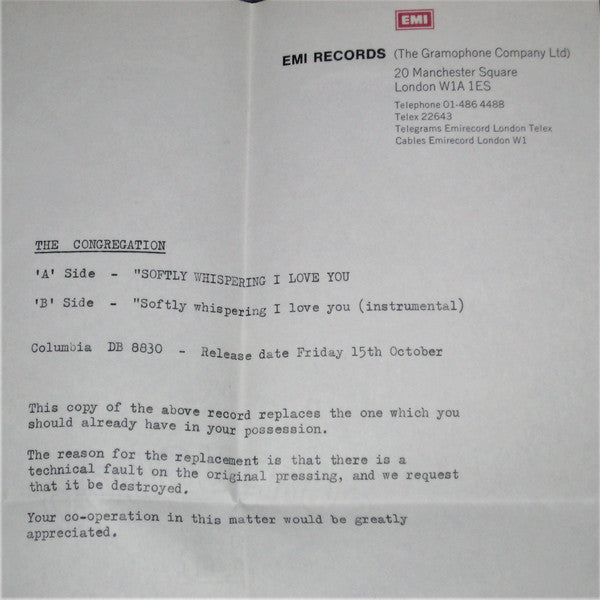 EMI
EMI RECORDS (The Gramophone Company Ltd)
20 Manchester Square
London W1A 1ES
Telephone 01-486 4488
Telex 22643
Telegrams Emirecord London Telex
Cables Emirecord London W1
THE CONGREGATION
'A' Side - "SOFTLY WHISPERING I LOVE YOU
'B' Side - "Softly whispering I love you (instrumental)
Columbia DB 8830 - Release date Friday 15th October
This copy of the above record replaces the one which you
should already have in your possession.
The reason for the replacement is that there is a
technical fault on the original pressing, and we request
that it be destroyed.
Your co-operation in this matter would be greatly
appreciated.